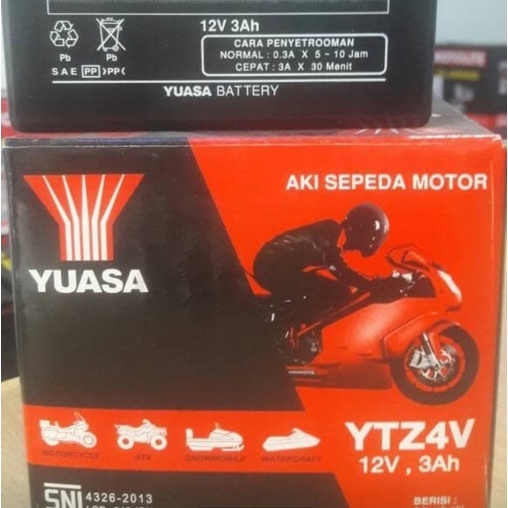 12V 3Ah
CARA PENYETROOMAN
NORMAL : 0.3A X 5 - 10 Jam
CEPAT : 3A X 30 Menit
Pb Pb
SAE PP >PP<
YUASA BATTERY
AKI SEPEDA MOTOR
YUASA
YTZ4V
12V , 3Ah
MOTORCYCLE ATV SNOWMOBILE WATERCRAFT
SNI 4326-2013
BERISI :